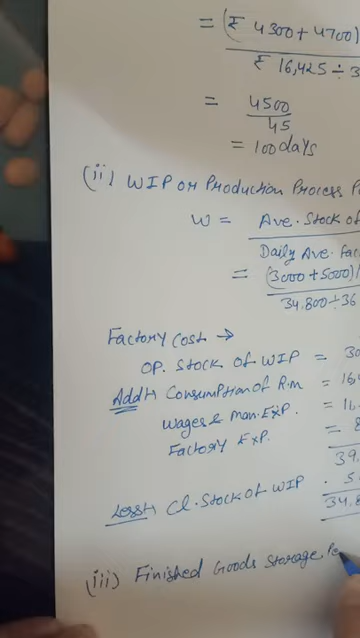 = (₹ 4300 + 4700)
₹ 16,425 ÷ 3
= 4500
45
= 100 days
(ii) WIP or Production Process
W = Ave. Stock of
Daily Ave. Fac
= (3000 + 5000)/
34,800 ÷ 36
Factory Cost →
OP. Stock of WIP = 30
Add:- Consumption of R.m = 16,
Wages & Man. Exp. = 16,
Factory Exp. = 8
39,
Less:- Cl. Stock of WIP . 5
34,8
(iii) Finished Goods Storage Pe